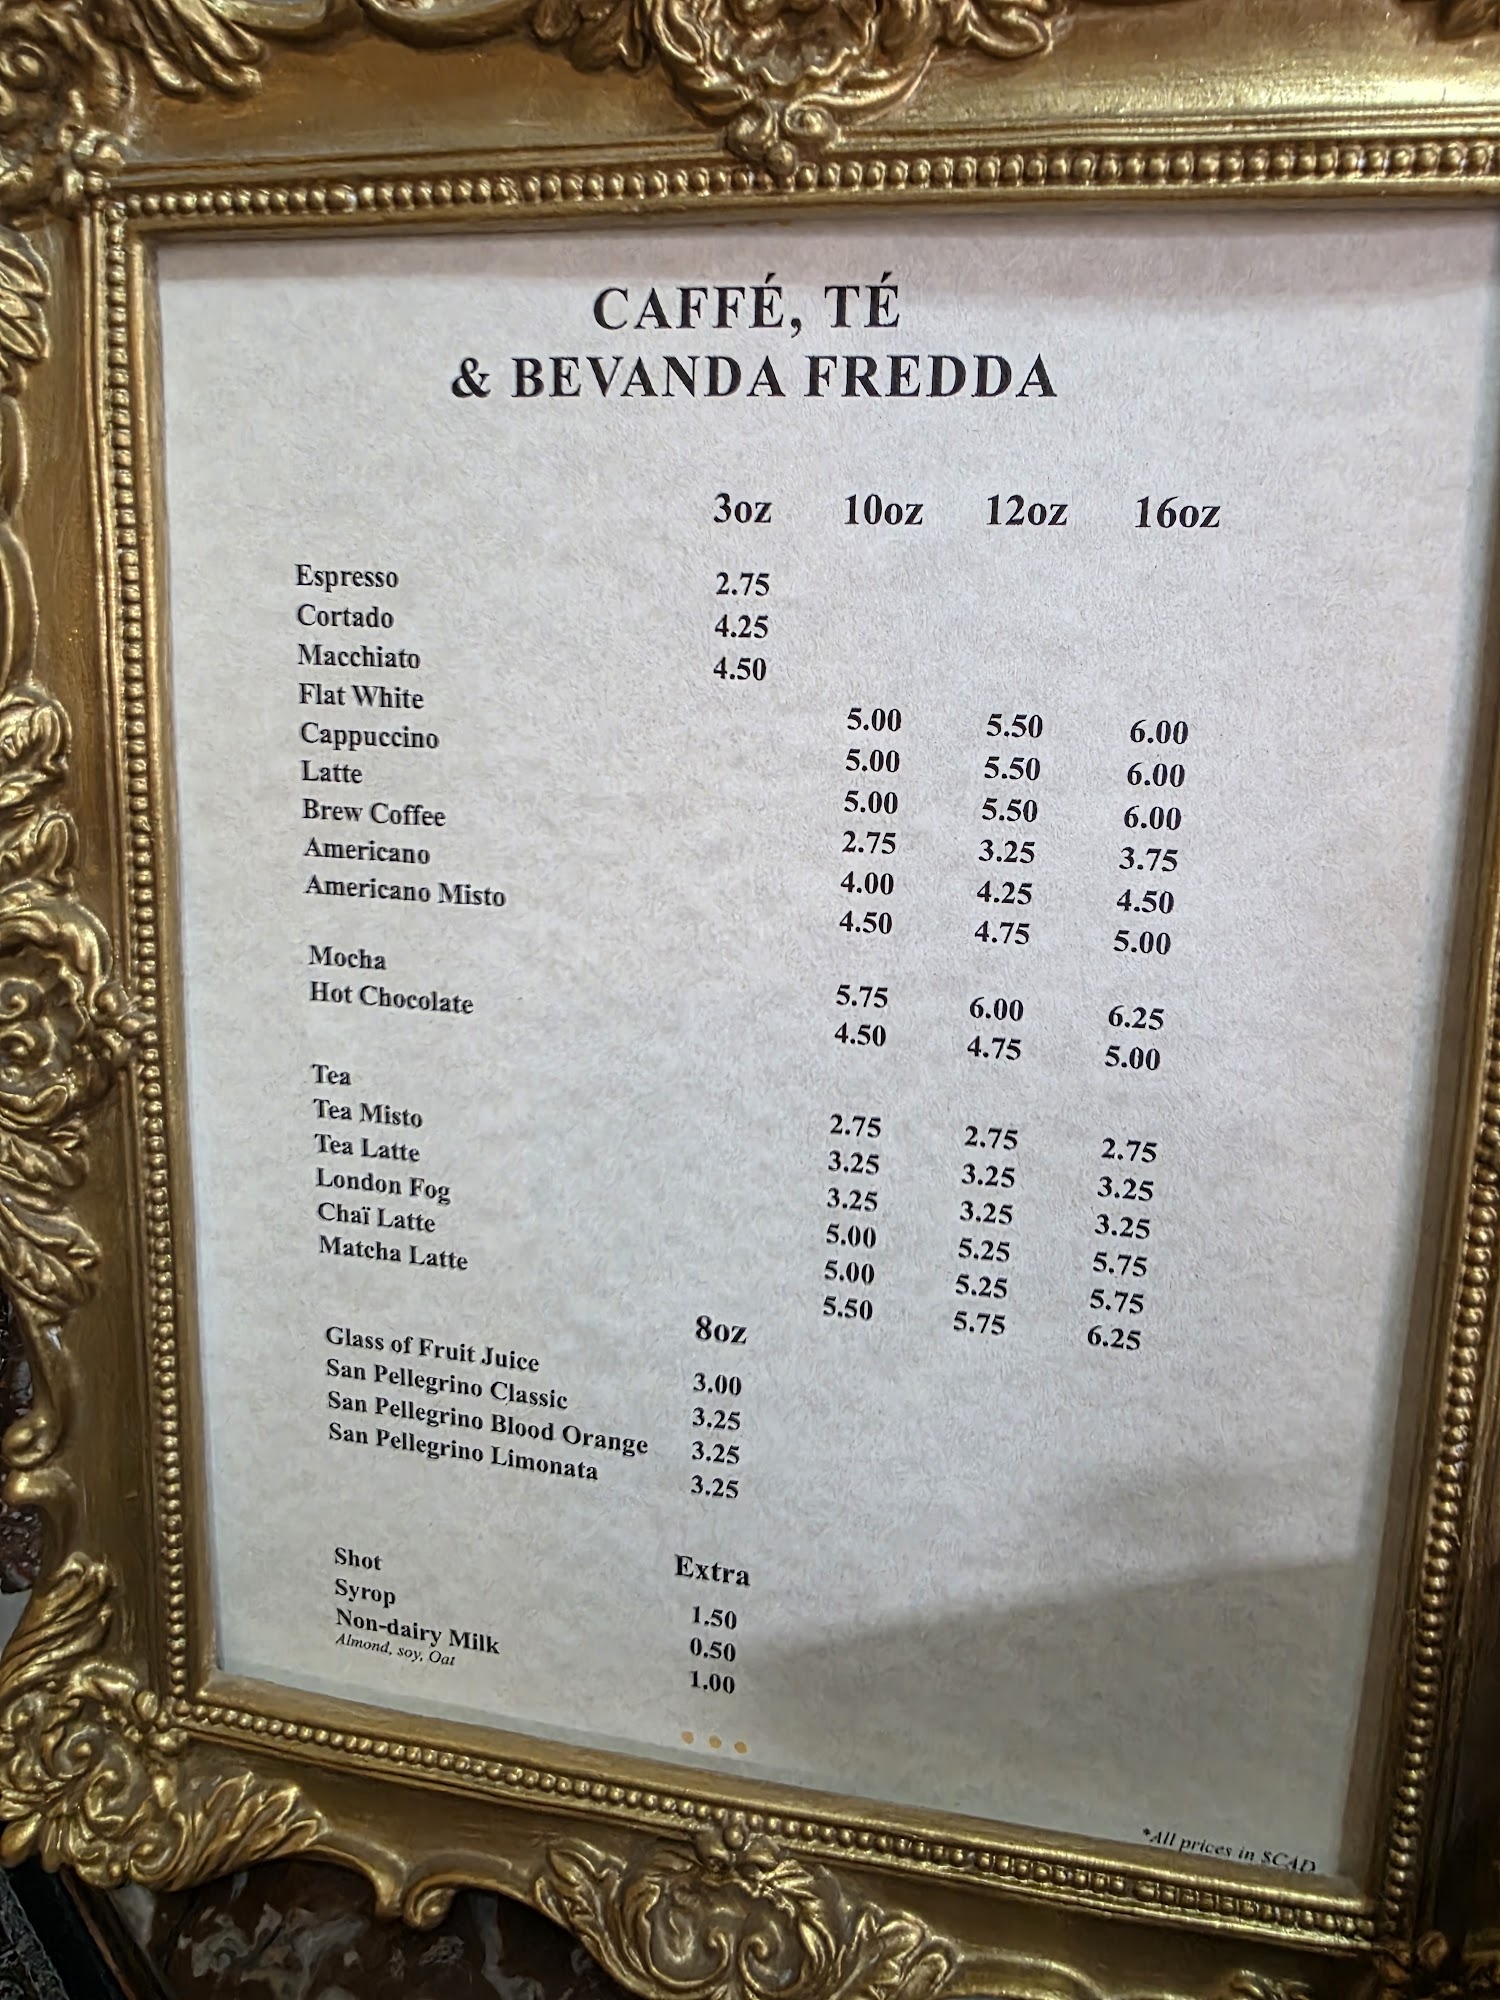 CAFFÉ, TÉ
& BEVANDA FREDDA
3oz 10oz 12oz 16oz
Espresso 2.75
Cortado 4.25
Macchiato 4.50
Flat White 5.00 5.50 6.00
Cappuccino 5.00 5.50 6.00
Latte 5.00 5.50 6.00
Brew Coffee 2.75 3.25 3.75
Americano 4.00 4.25 4.50
Americano Misto 4.50 4.75 5.00
Mocha 5.75 6.00 6.25
Hot Chocolate 4.50 4.75 5.00
Tea 2.75 2.75 2.75
Tea Misto 3.25 3.25 3.25
Tea Latte 3.25 3.25 3.25
London Fog 5.00 5.25 5.75
Chaï Latte 5.00 5.25 5.75
Matcha Latte 5.50 5.75 6.25
8oz
Glass of Fruit Juice 3.00
San Pellegrino Classic 3.25
San Pellegrino Blood Orange 3.25
San Pellegrino Limonata 3.25
Extra
Shot 1.50
Syrop 0.50
Non-dairy Milk 1.00
Almond, soy, Oat
*All prices in $CAD